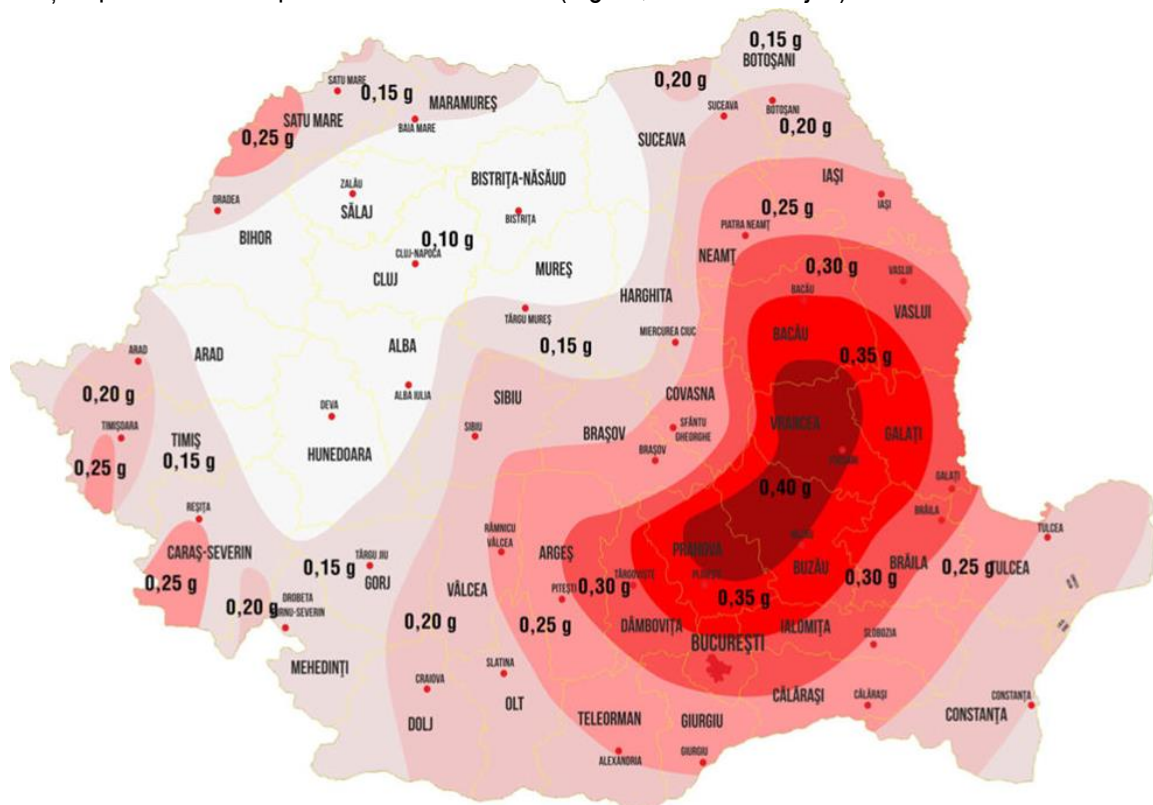 0,15 g
BOTOŞANI
SATU MARE
0,15 g
MARAMUREŞ
0,20 g
SATU MARE
0,25 g
BAIA MARE
SUCEAVA
SUCEAVA
BOTOŞANI
0,20 g
ZALĂU
SĂLAJ
BISTRIŢA-NĂSĂUD
BISTRIŢA
IAŞI
IAŞI
ORADEA
BIHOR
0,10 g
CLUJ-NAPOCA
CLUJ
MUREŞ
0,25 g
PIATRA NEAMŢ
NEAMŢ
0,30 g
BACĂU
VASLUI
VASLUI
HARGHITA
TÂRGU MUREŞ
MIERCUREA CIUC
BACĂU
0,35 g
ARAD
ARAD
ALBA
0,15 g
0,20 g
ALBA IULIA
SIBIU
COVASNA
DEVA
TIMIŞOARA
TIMIŞ
SIBIU
BRAŞOV
SFÂNTU
GHEORGHE
VRANCEA
GALAŢI
HUNEDOARA
0,15 g
0,25 g
BRAŞOV
0,40 g
GALAŢI
REŞIŢA
CARAŞ-SEVERIN
0,25 g
RÂMNICU
VÂLCEA
ARGEŞ
PRAHOVA
BUZĂU
BRĂILA
BRĂILA
TULCEA
0,15 g
TÂRGU JIU
GORJ
VÂLCEA
0,30 g
TÂRGOVIŞTE
0,30 g
0,25 g
TULCEA
0,20 g
DROBETA
PITEŞTI
0,35 g
0,20 g
0,25 g
DÂMBOVIŢA
IALOMIŢA
BUCUREŞTI
SLOBOZIA
MEHEDINŢI
SLATINA
CRAIOVA
OLT
CĂLĂRAŞI
CĂLĂRAŞI
CONSTANŢA
CONSTANŢA
DOLJ
TELEORMAN
GIURGIU
ALEXANDRIA
GIURGIU